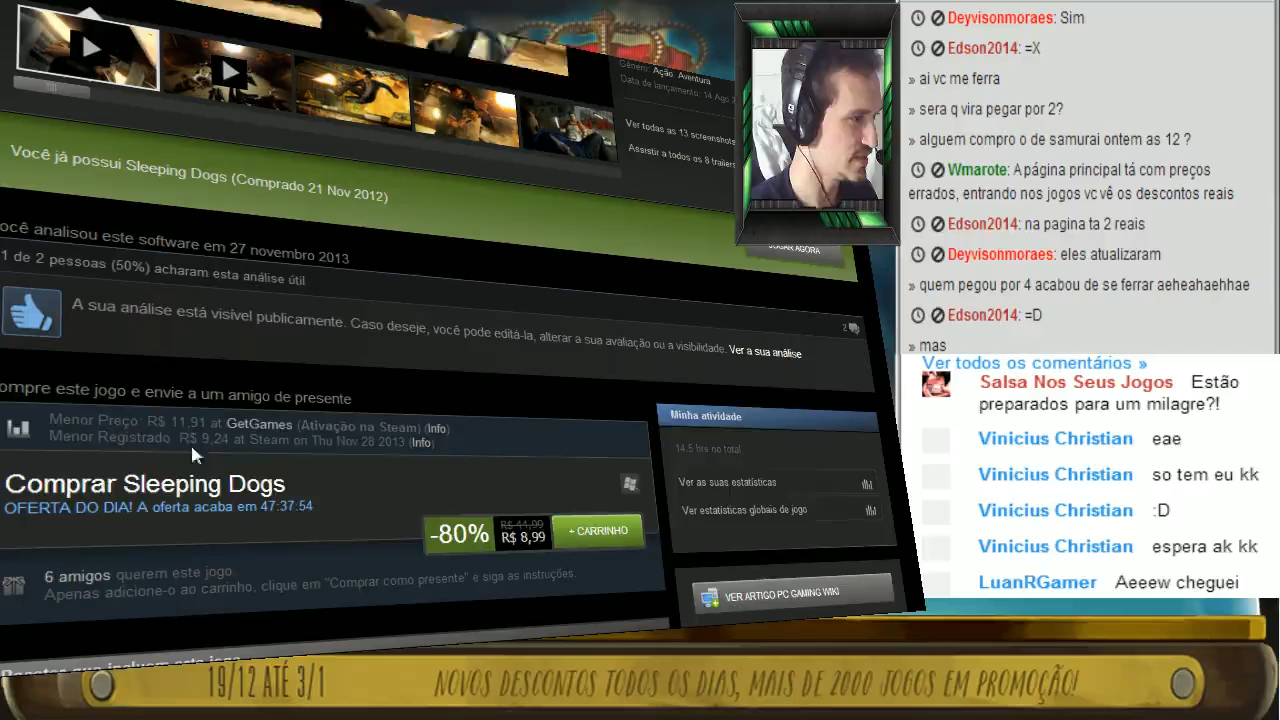 Gênero: Ação, Aventura
Data de lançamento: 14 Ago,2
Ver todas as 13 screenshots
Assistir a todos os 8 trailers
Você já possui Sleeping Dogs (Comprado 21 Nov 2012)
JOGAR AGORA
ocê analisou este software em 27 novembro 2013
1 de 2 pessoas (50%) acharam esta análise útil
A sua análise está visível publicamente. Caso deseje, você pode editá-la, alterar a sua avaliação ou a visibilidade. Ver a sua análise
2
ompre este jogo e envie a um amigo de presente
Menor Preço: R$ 11,91 at GetGames (Ativação na Steam) (Info)
Menor Registrado R$ 9,24 at Steam on Thu Nov 28 2013 (Info)
Comprar Sleeping Dogs
OFERTA DO DIA! A oferta acaba em 47:37:54
-80% R$ 44,99
R$ 8,99
+ CARRINHO
6 amigos querem este jogo
Apenas adicione-o ao carrinho, clique em "Comprar como presente" e siga as instruções.
Minha atividade
14.5 hrs no total
Ver as suas estatísticas
Ver estatísticas globais de jogo
VER ARTIGO PC GAMING WIKI
Deyvisonmoraes: Sim
Edson2014: =X
» ai vc me ferra
» sera q vira pegar por 2?
» alguem compro o de samurai ontem as 12 ?
Wmarote: A página principal tá com preços
errados, entrando nos jogos vc vê os descontos reais
Edson2014: na pagina ta 2 reais
Deyvisonmoraes: eles atualizaram
» quem pegou por 4 acabou de se ferrar aeheahaehhae
Edson2014: =D
» mas
Ver todos os comentários »
Salsa Nos Seus Jogos Estão
preparados para um milagre?!
Vinicius Christian eae
Vinicius Christian so tem eu kk
Vinicius Christian :D
Vinicius Christian espera ak kk
LuanRGamer Aeeew cheguei
19/12 ATÉ 3/1
NOVOS DESCONTOS TODOS OS DIAS, MAIS DE 2000 JOGOS EM PROMOÇÃO!